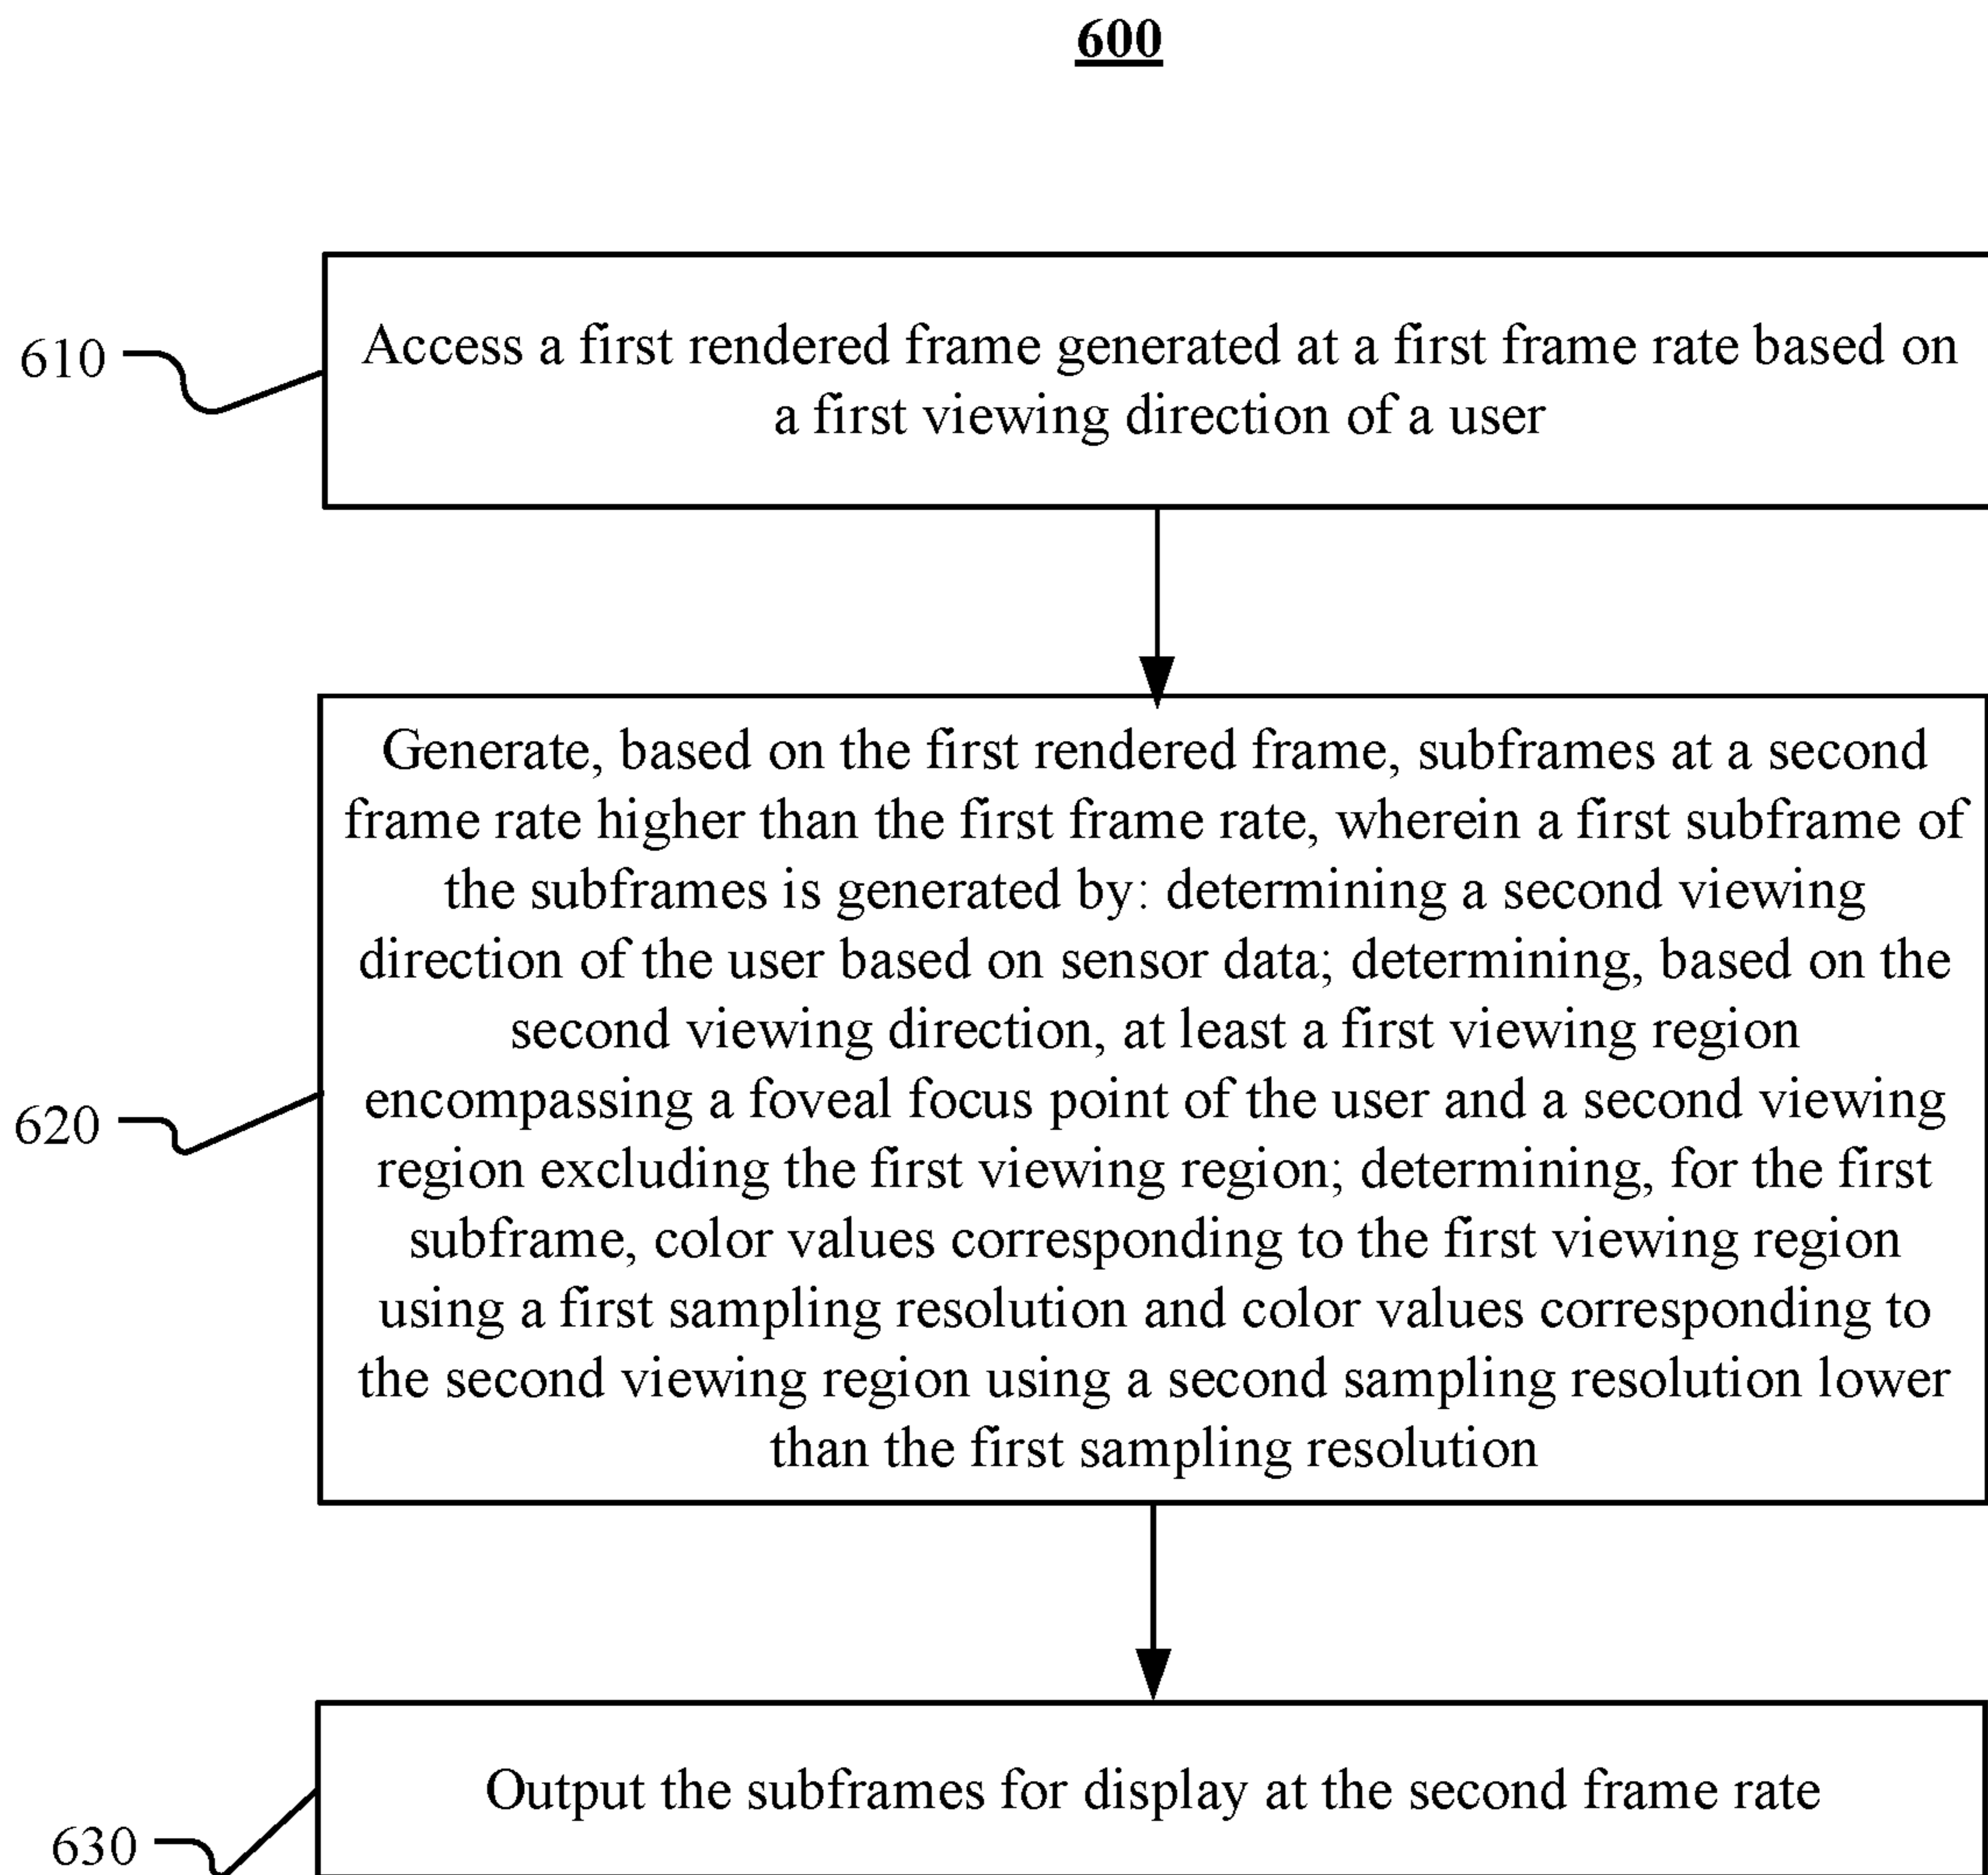 600
610
Access a first rendered frame generated at a first frame rate based on
a first viewing direction of a user
620
Generate, based on the first rendered frame, subframes at a second
frame rate higher than the first frame rate, wherein a first subframe of
the subframes is generated by: determining a second viewing
direction of the user based on sensor data; determining, based on the
second viewing direction, at least a first viewing region
encompassing a foveal focus point of the user and a second viewing
region excluding the first viewing region; determining, for the first
subframe, color values corresponding to the first viewing region
using a first sampling resolution and color values corresponding to
the second viewing region using a second sampling resolution lower
than the first sampling resolution
630
Output the subframes for display at the second frame rate